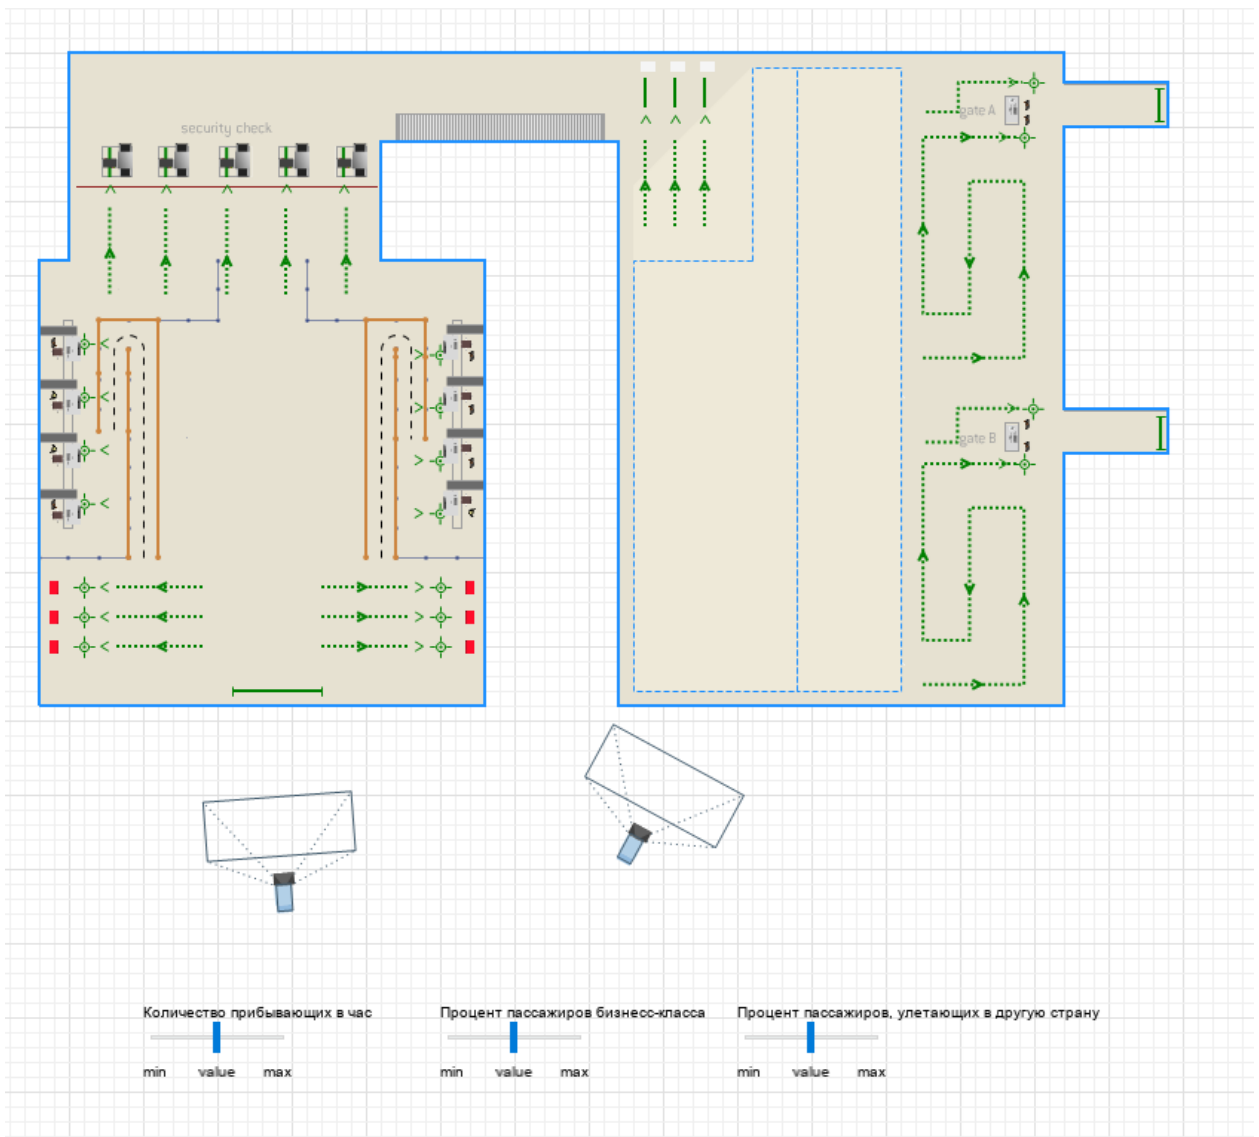 security check
gate A
gate B
Количество прибывающих в час
Процент пассажиров бизнесс-класса
Процент пассажиров, улетающих в другую страну
min value max
min value max
min value max